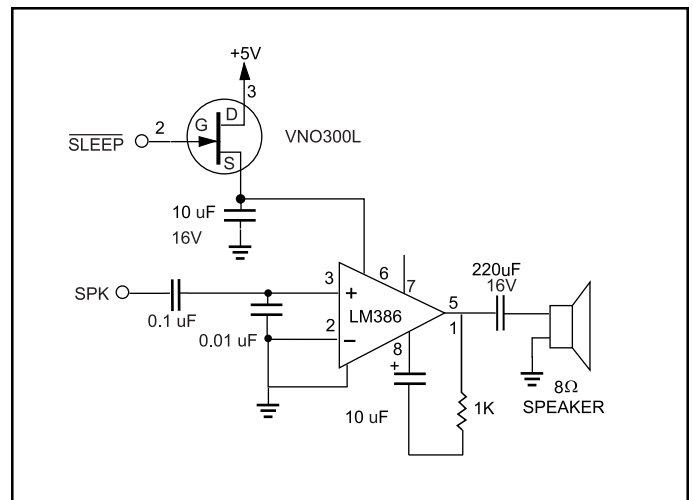 +5V
3
D
G
S
2
SLEEP
VNO300L
10 uF
16V
SPK
0.1 uF
0.01 uF
3
+
2
−
LM386
6
7
5
1
8
+
10 uF
1K
220uF
16V
8Ω
SPEAKER